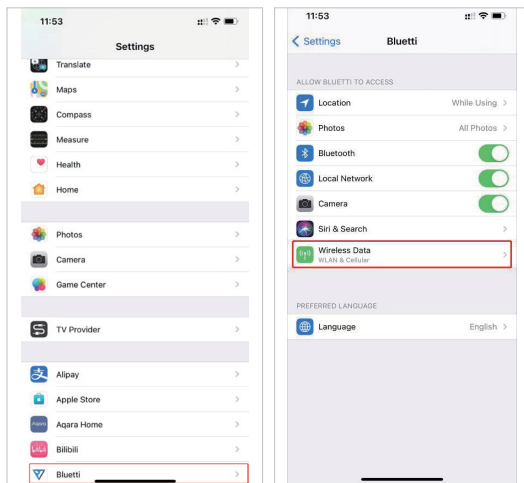 11:53
Settings
Translate
Maps
Compass
Measure
Health
Home
Photos
Camera
Game Center
TV Provider
Alipay
Apple Store
Aqara Home
Bilibili
Bluetti
11:53
Settings
Bluetti
ALLOW BLUETTI TO ACCESS:
Location While Using
Photos All Photos
Bluetooth
Local Network
Camera
Siri & Search
Wireless Data
WLAN & Cellular
PREFERRED LANGUAGE
Language English